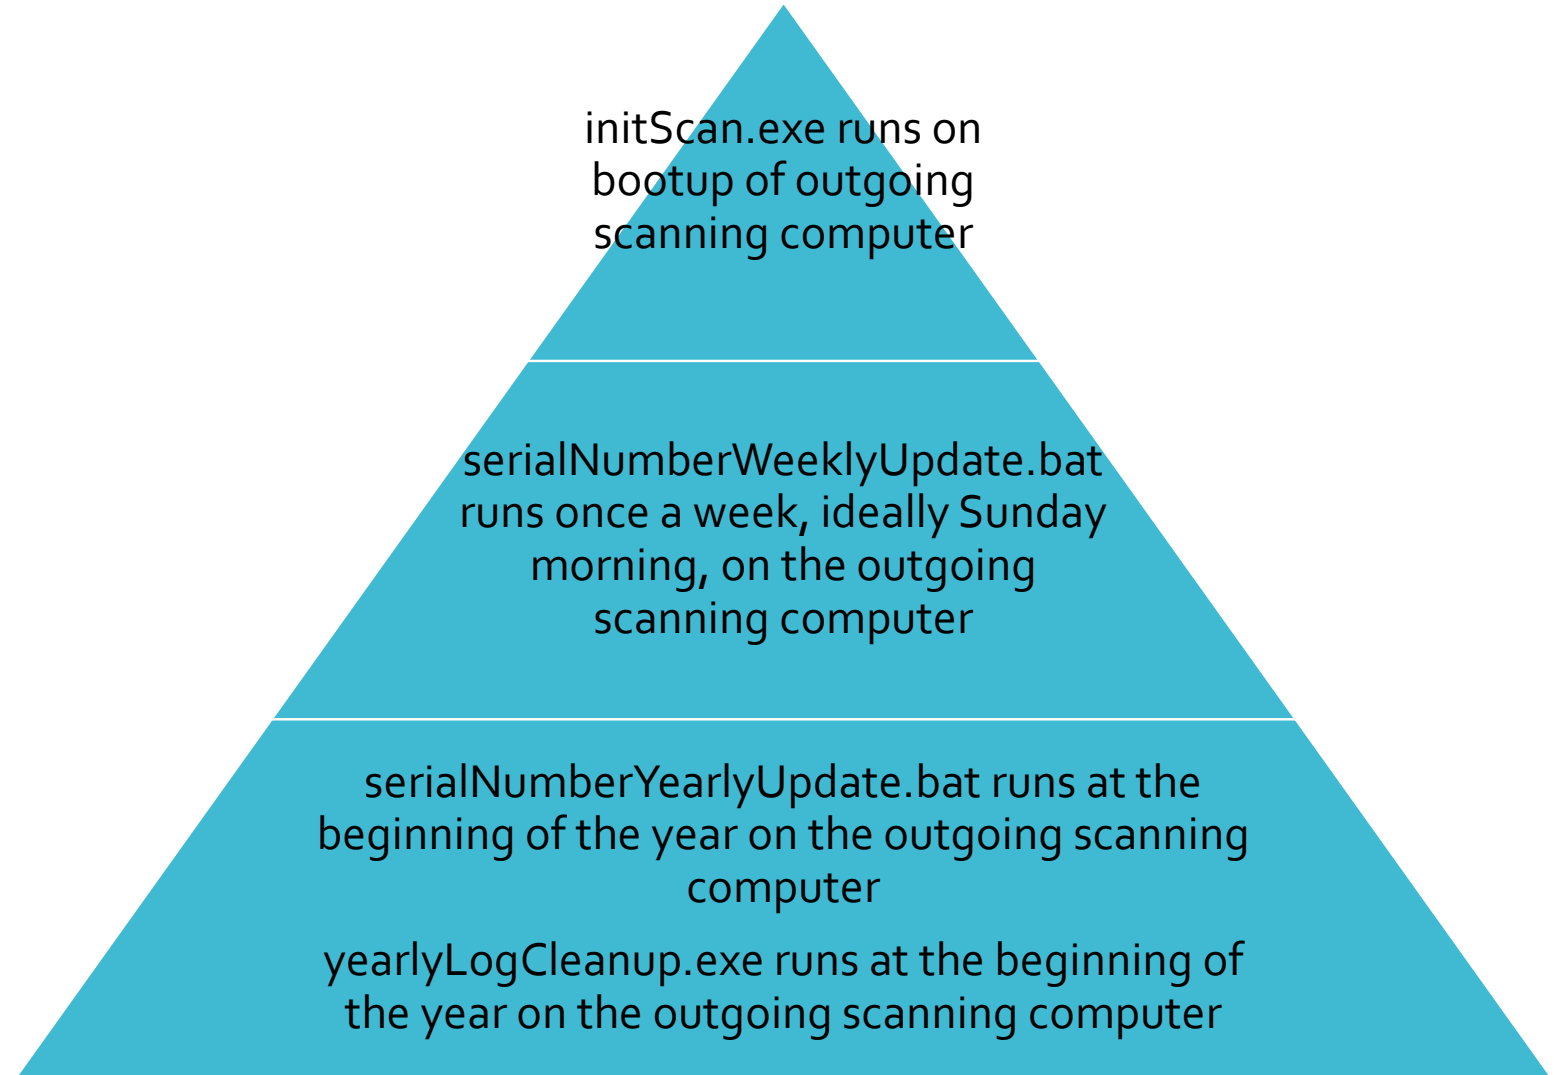 initScan.exe runs on
bootup of outgoing
scanning computer
serialNumberWeeklyUpdate.bat
runs once a week, ideally Sunday
morning, on the outgoing
scanning computer
serialNumberYearlyUpdate.bat runs at the
beginning of the year on the outgoing scanning
computer
yearlyLogCleanup.exe runs at the beginning of
the year on the outgoing scanning computer